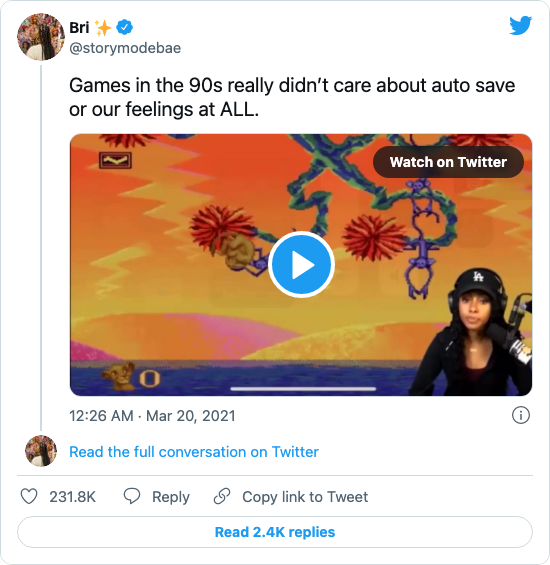 Bri ✨
@storymodebae
Games in the 90s really didn’t care about auto save
or our feelings at ALL.
Watch on Twitter
LA
0
12:26 AM · Mar 20, 2021
Read the full conversation on Twitter
231.8K Reply Copy link to Tweet
Read 2.4K replies